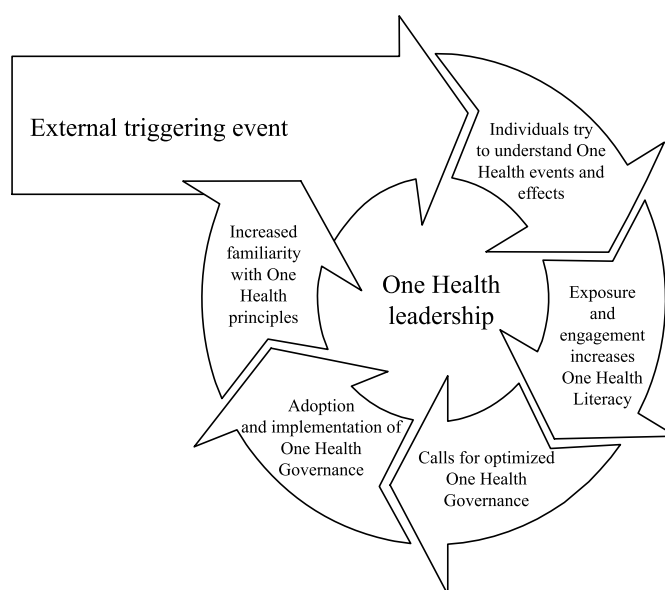 External triggering event
Individuals try
to understand One
Health events and
effects
Exposure
and
engagement
increases
One Health
Literacy
Calls for optimized
One Health
Governance
Adoption
and implementation of
One Health
Governance
Increased
familiarity
with One
Health
principles
One Health
leadership